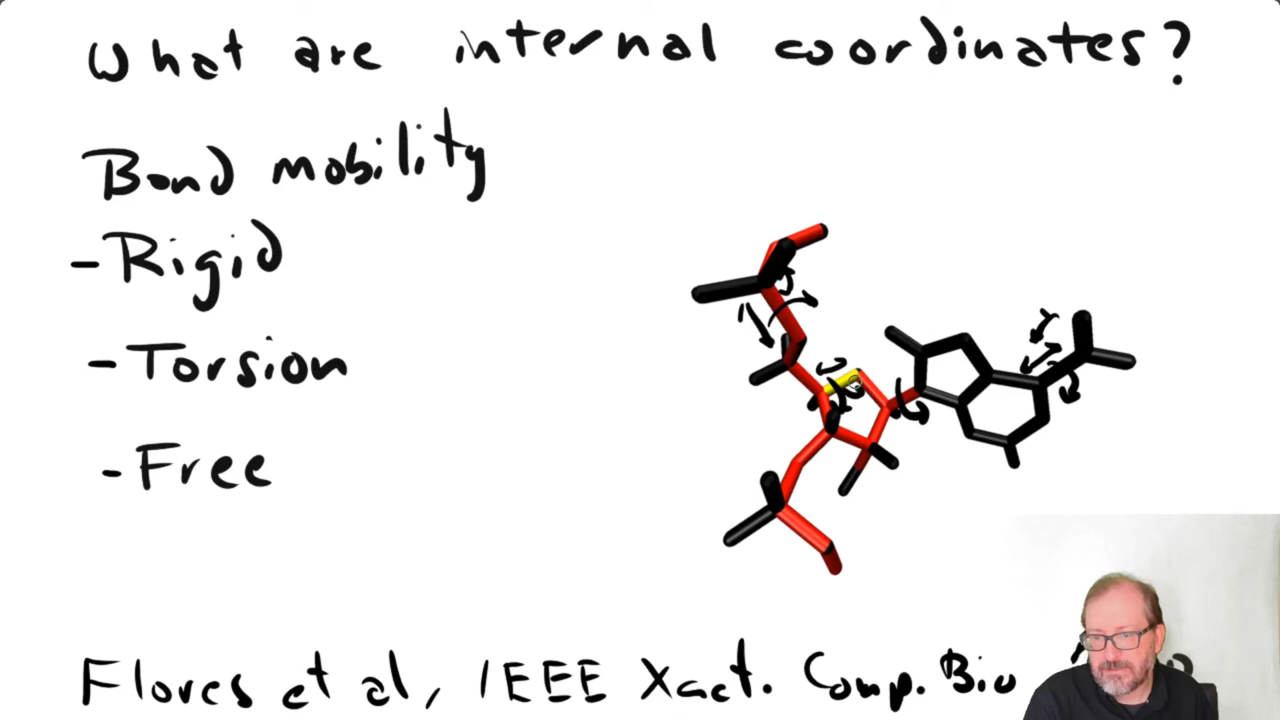 What are internal coordinates?
Bond mobility
- Rigid
- Torsion
- Free
Flores et al, IEEE Xact. Comp. Bio